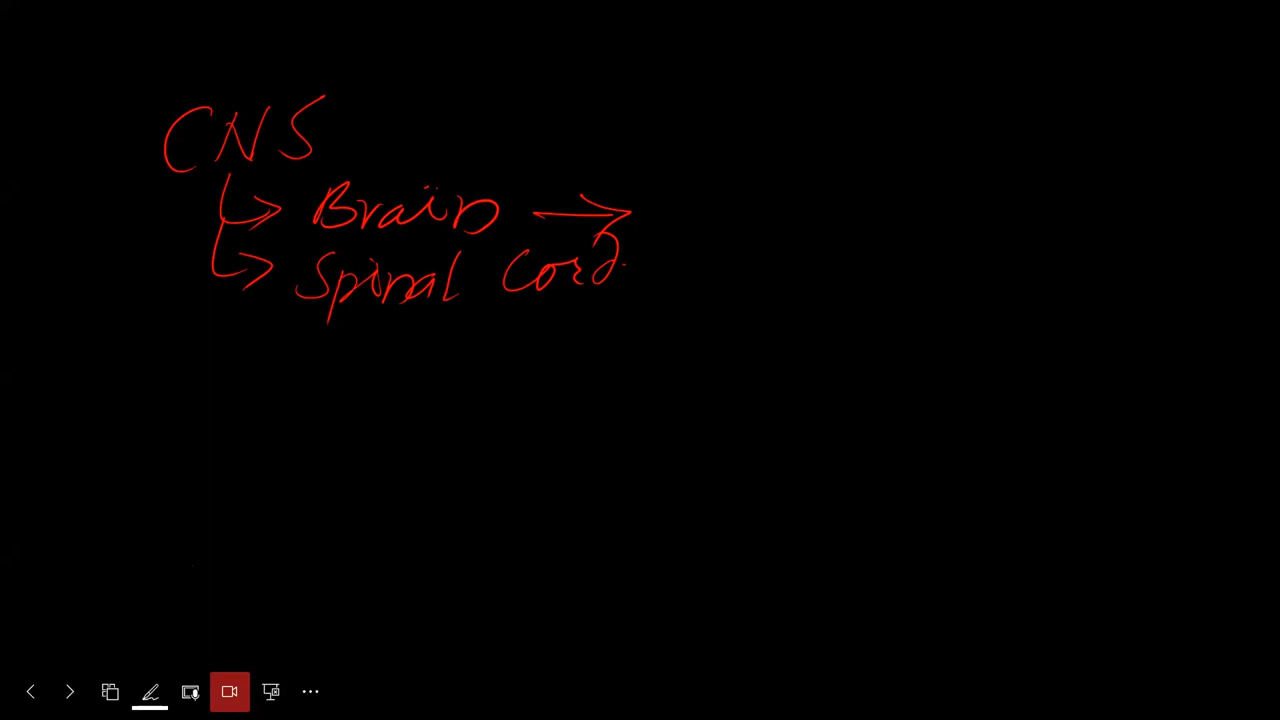 CNS
↳ Brain →
↳ Spinal Cord.